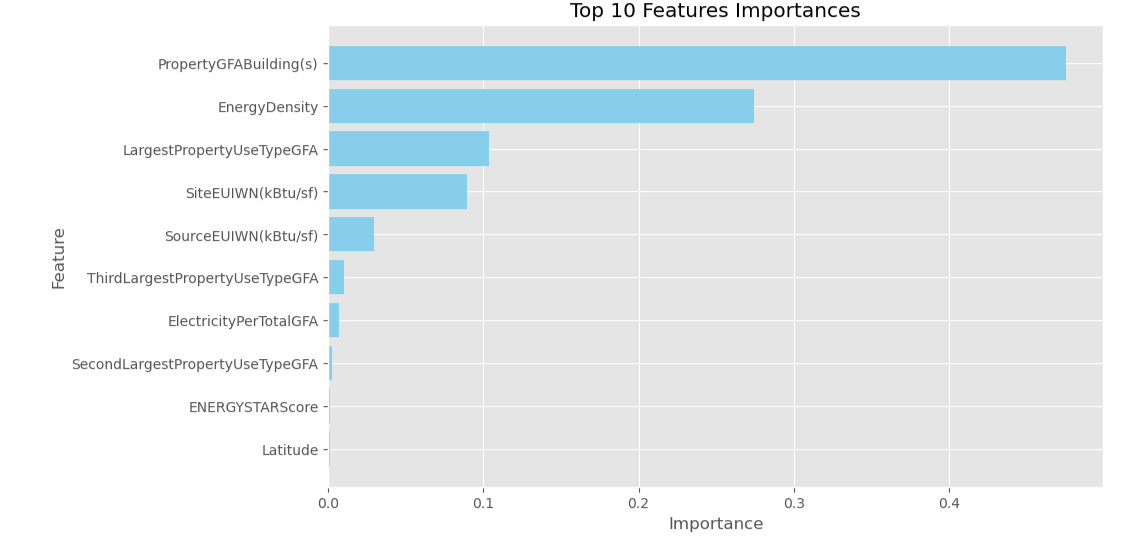 Top 10 Features Importances
Feature
PropertyGFABuilding(s)
EnergyDensity
LargestPropertyUseTypeGFA
SiteEUIWN(kBtu/sf)
SourceEUIWN(kBtu/sf)
ThirdLargestPropertyUseTypeGFA
ElectricityPerTotalGFA
SecondLargestPropertyUseTypeGFA
ENERGYSTARScore
Latitude
0.0 0.1 0.2 0.3 0.4
Importance